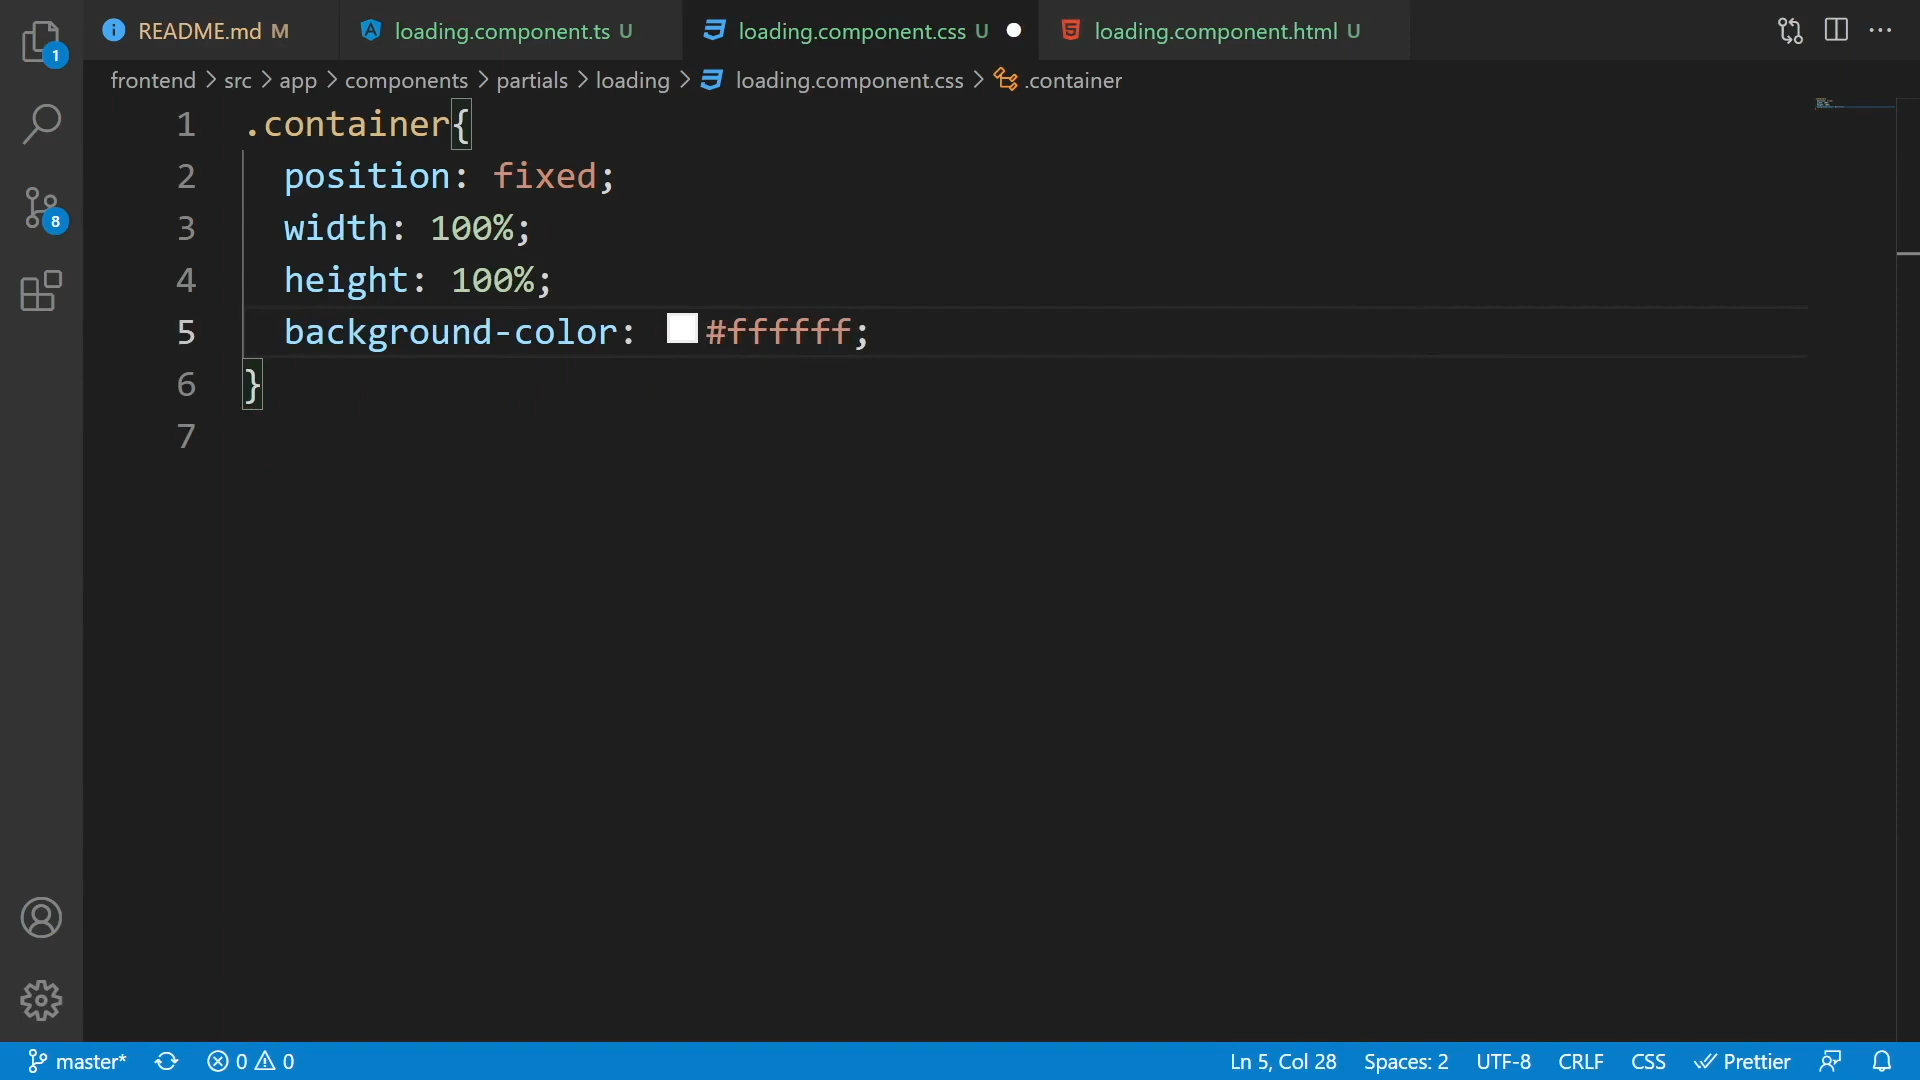 README.md M loading.component.ts U loading.component.css U loading.component.html U
frontend > src > app > components > partials > loading > loading.component.css > .container
1 .container{
2 position: fixed;
3 width: 100%;
4 height: 100%;
5 background-color: #ffffff;
6 }
7
1
8
master* 0 0 Ln 5, Col 28 Spaces: 2 UTF-8 CRLF CSS Prettier